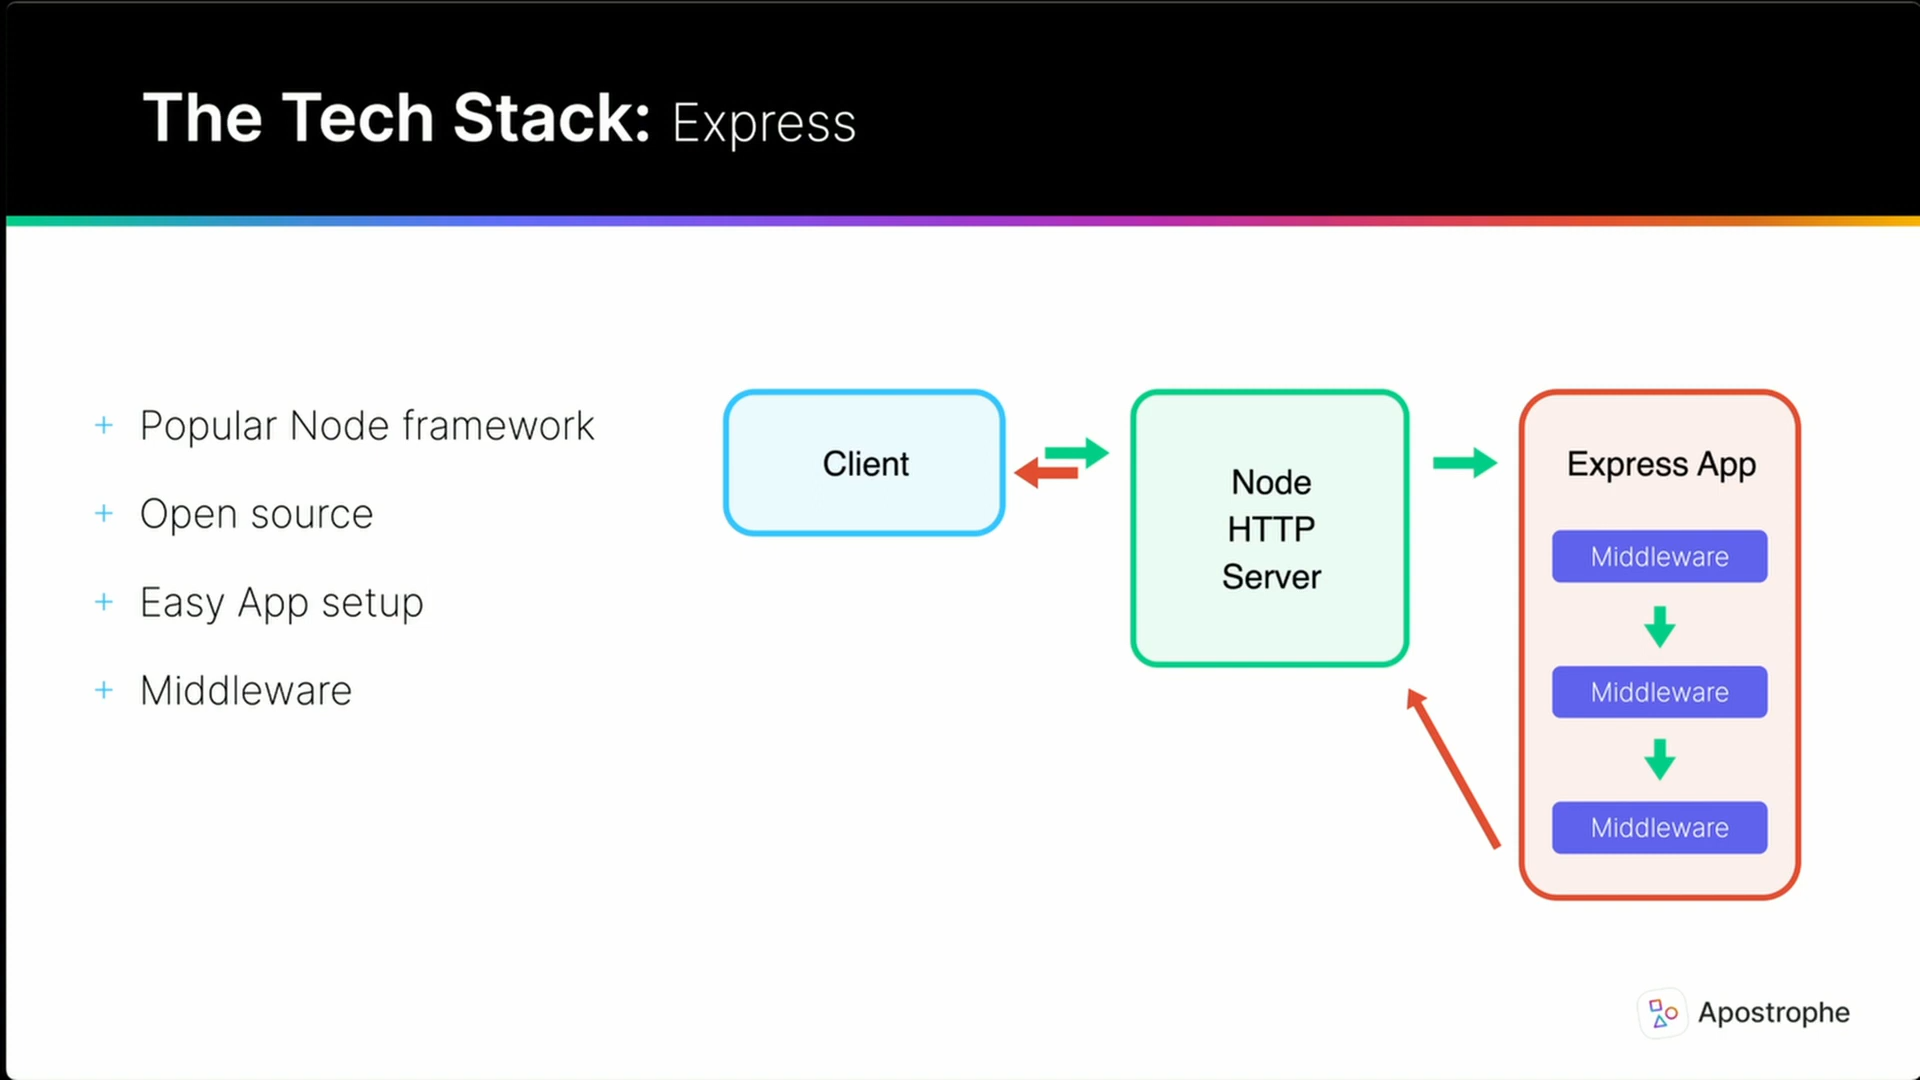 The Tech Stack: Express
+ Popular Node framework
+ Open source
+ Easy App setup
+ Middleware
Client
Node
HTTP
Server
Express App
Middleware
Middleware
Middleware
Apostrophe